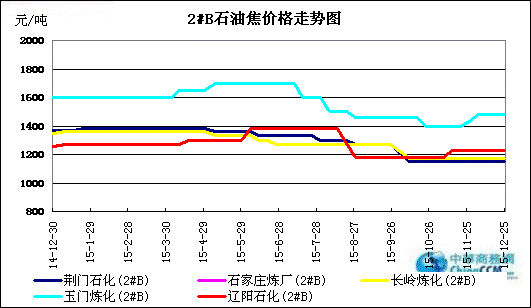 2#B石油焦价格走势图
元/吨
2000
1800
1600
1400
1200
1000
800
14-12-30
15-1-29
15-2-28
15-3-30
15-4-29
15-5-29
15-6-28
15-7-28
15-8-27
15-9-26
15-10-26
15-11-25
15-12-25
中商务网
荆门石化(2#B)
石家庄炼厂(2#B)
长岭炼化(2#B)
玉门炼化(2#B)
辽阳石化(2#B)